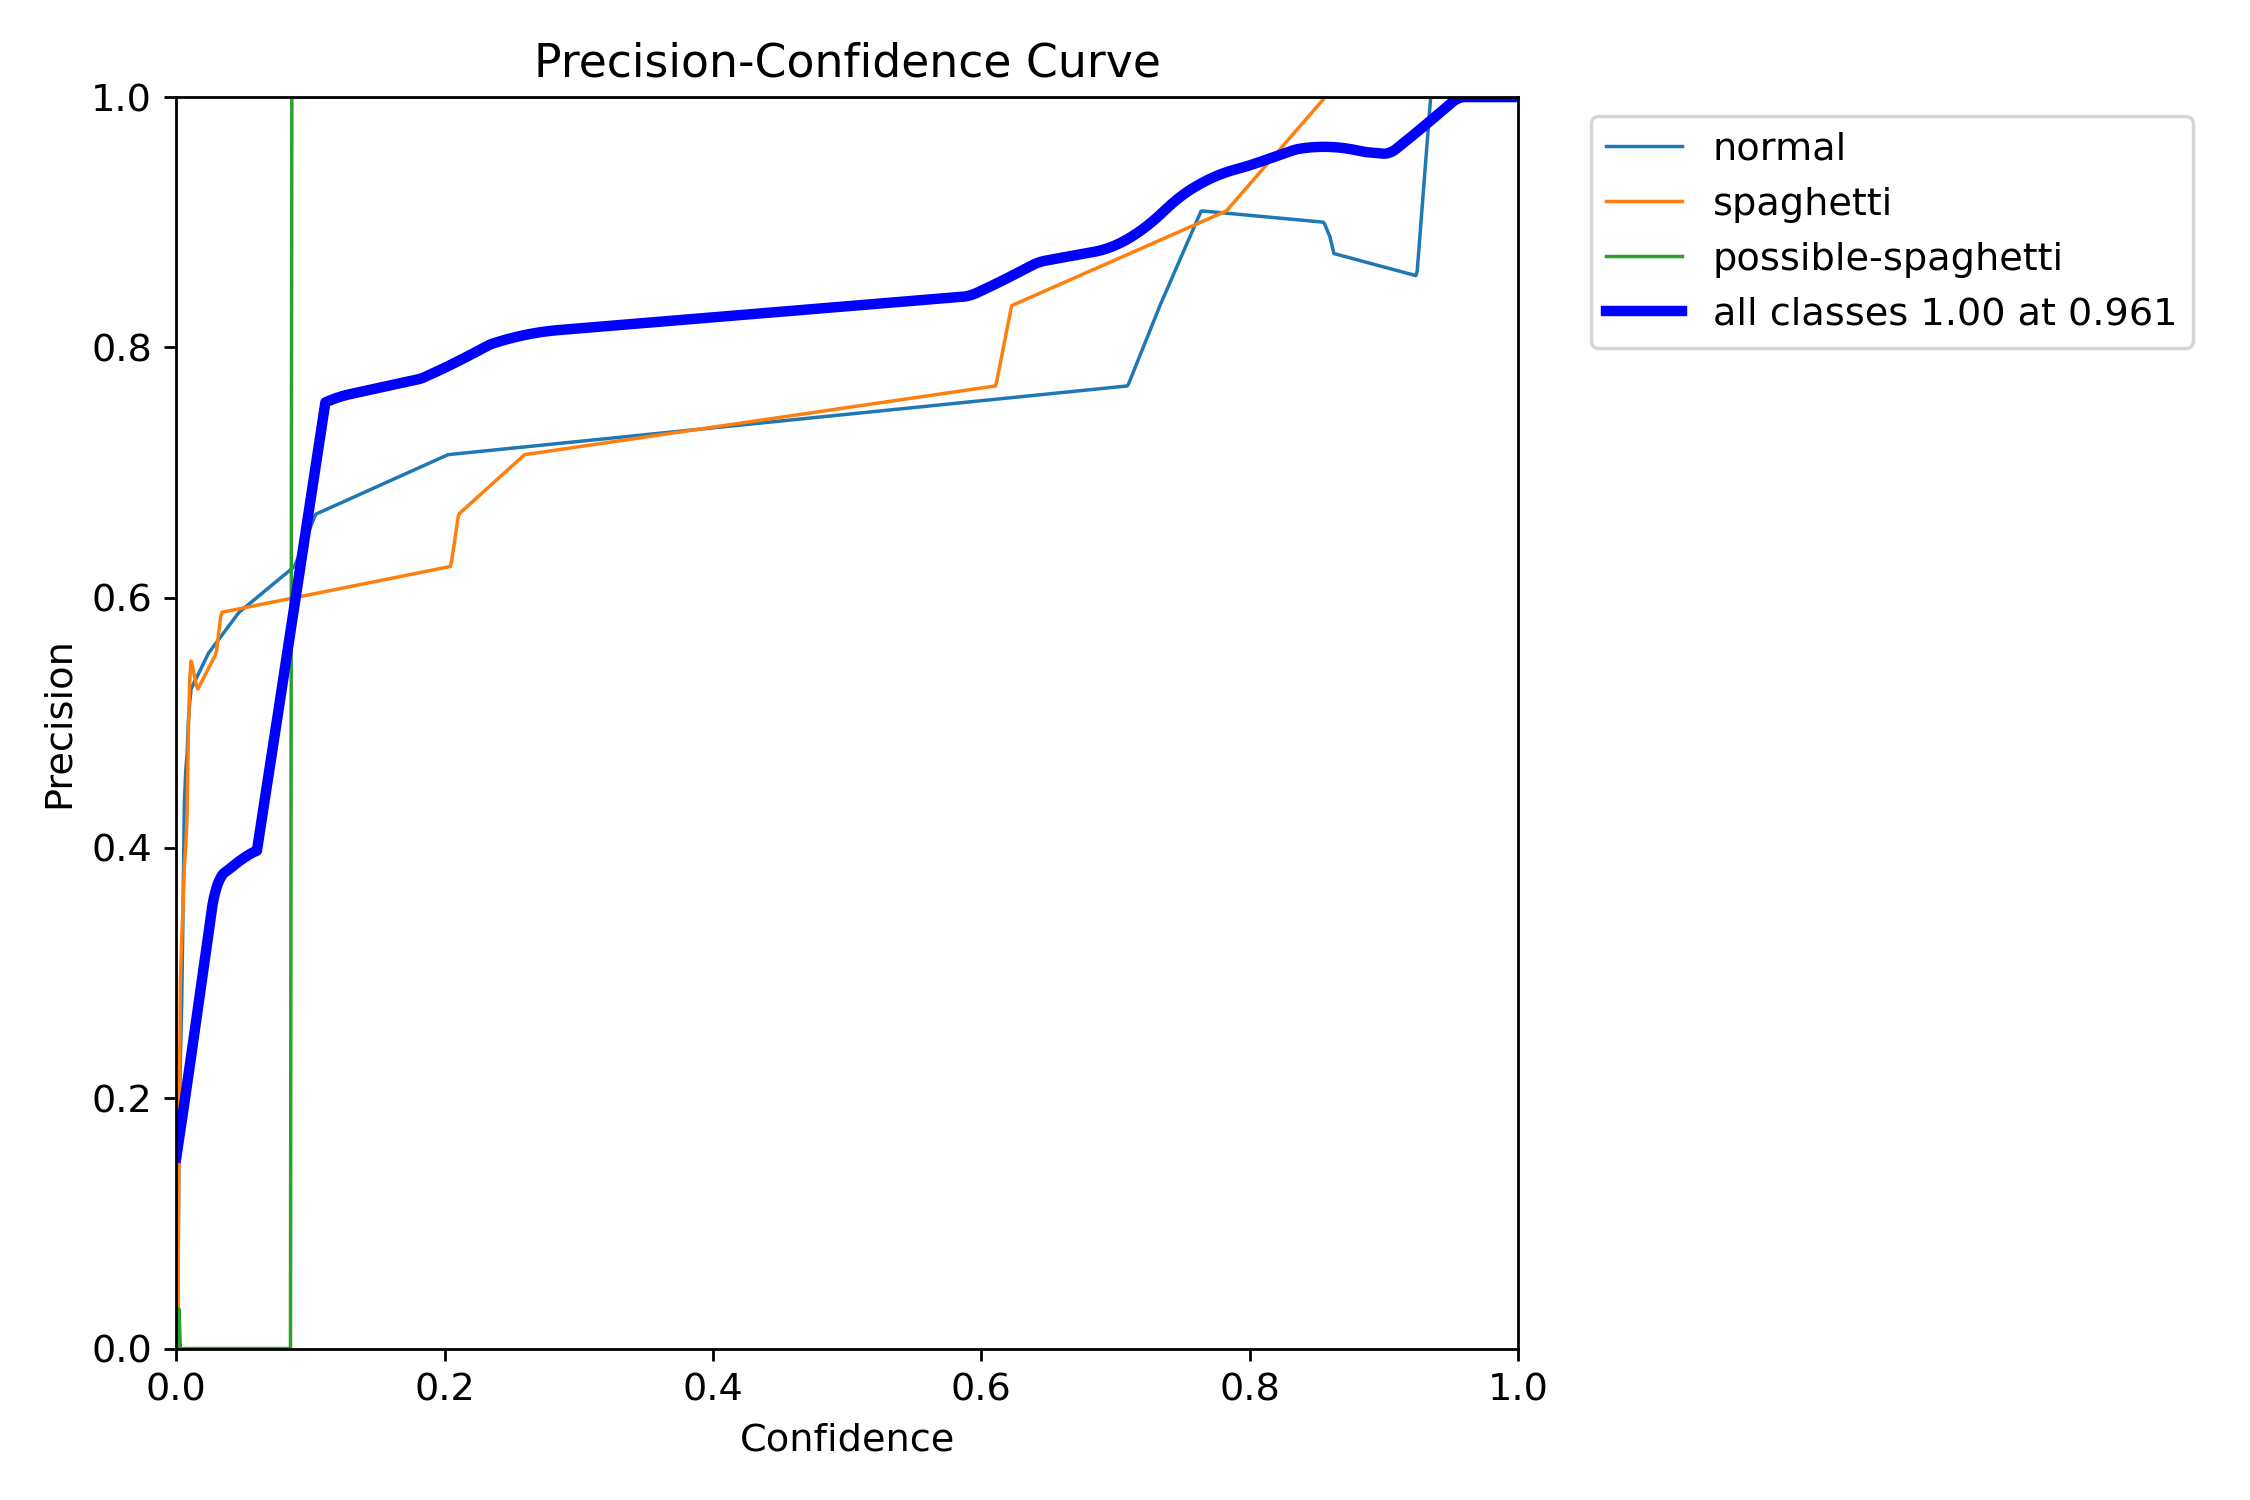 Precision-Confidence Curve
1.0
0.8
0.6
0.4
0.2
0.0
Precision
0.0 0.2 0.4 0.6 0.8 1.0
Confidence
normal
spaghetti
possible-spaghetti
all classes 1.00 at 0.961